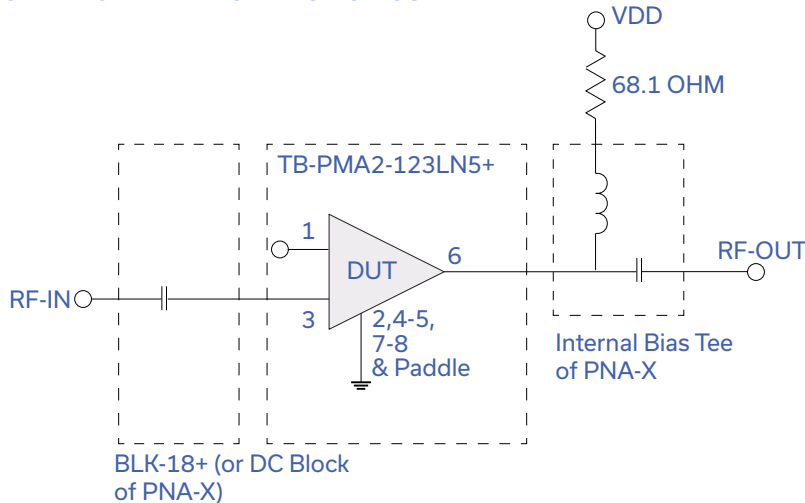 VDD
68.1 OHM
TB-PMA2-123LN5+
1
DUT
6
RF-OUT
RF-IN
3
2,4-5,
7-8
& Paddle
Internal Bias Tee
of PNA-X
BLK-18+ (or DC Block
of PNA-X)